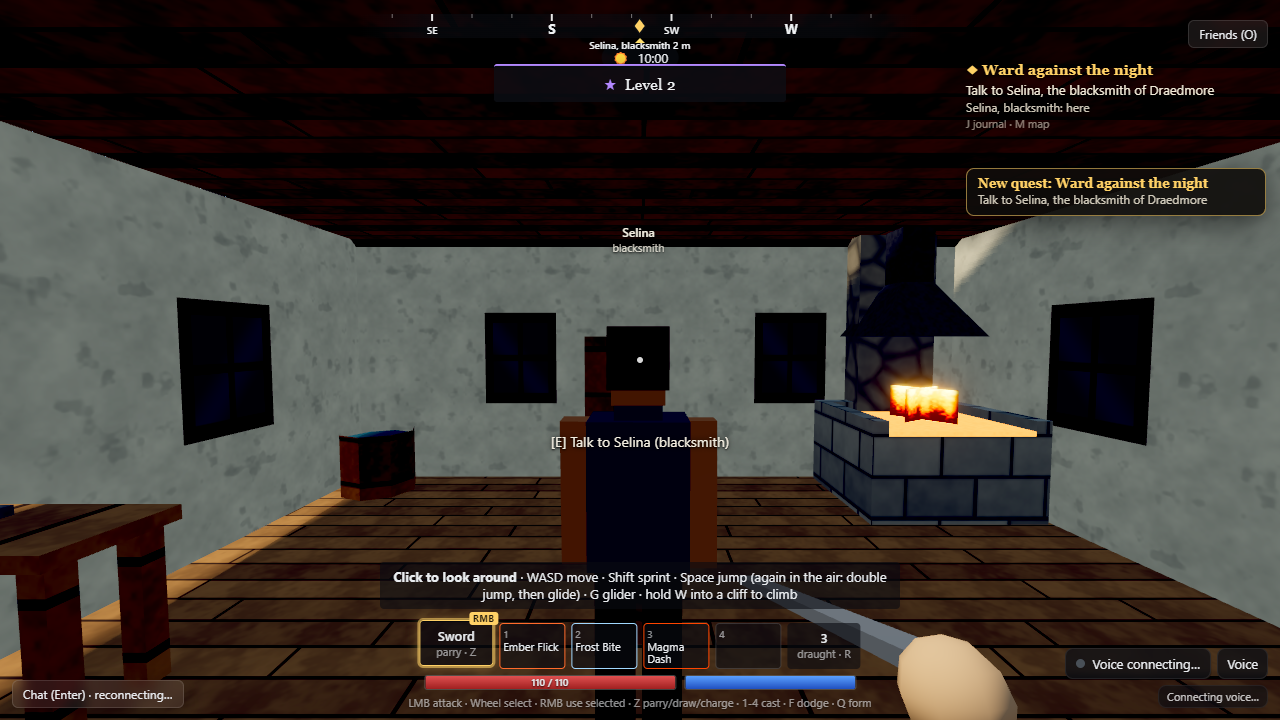 SE
S
SW
W
Selina, blacksmith 2 m
10:00
Level 2
Friends (O)
Ward against the night
Talk to Selina, the blacksmith of Draedmore
Selina, blacksmith: here
J journal · M map
New quest: Ward against the night
Talk to Selina, the blacksmith of Draedmore
Selina
blacksmith
[E] Talk to Selina (blacksmith)
Click to look around · WASD move · Shift sprint · Space jump (again in the air: double
jump, then glide) · G glider · hold W into a cliff to climb
RMB
Sword
parry · Z
1
Ember Flick
2
Frost Bite
3
Magma
Dash
4
3
draught · R
110 / 110
LMB attack · Wheel select · RMB use selected · Z parry/draw/charge · 1-4 cast · F dodge · Q form
Chat (Enter) · reconnecting...
Voice connecting...
Voice
Connecting voice...